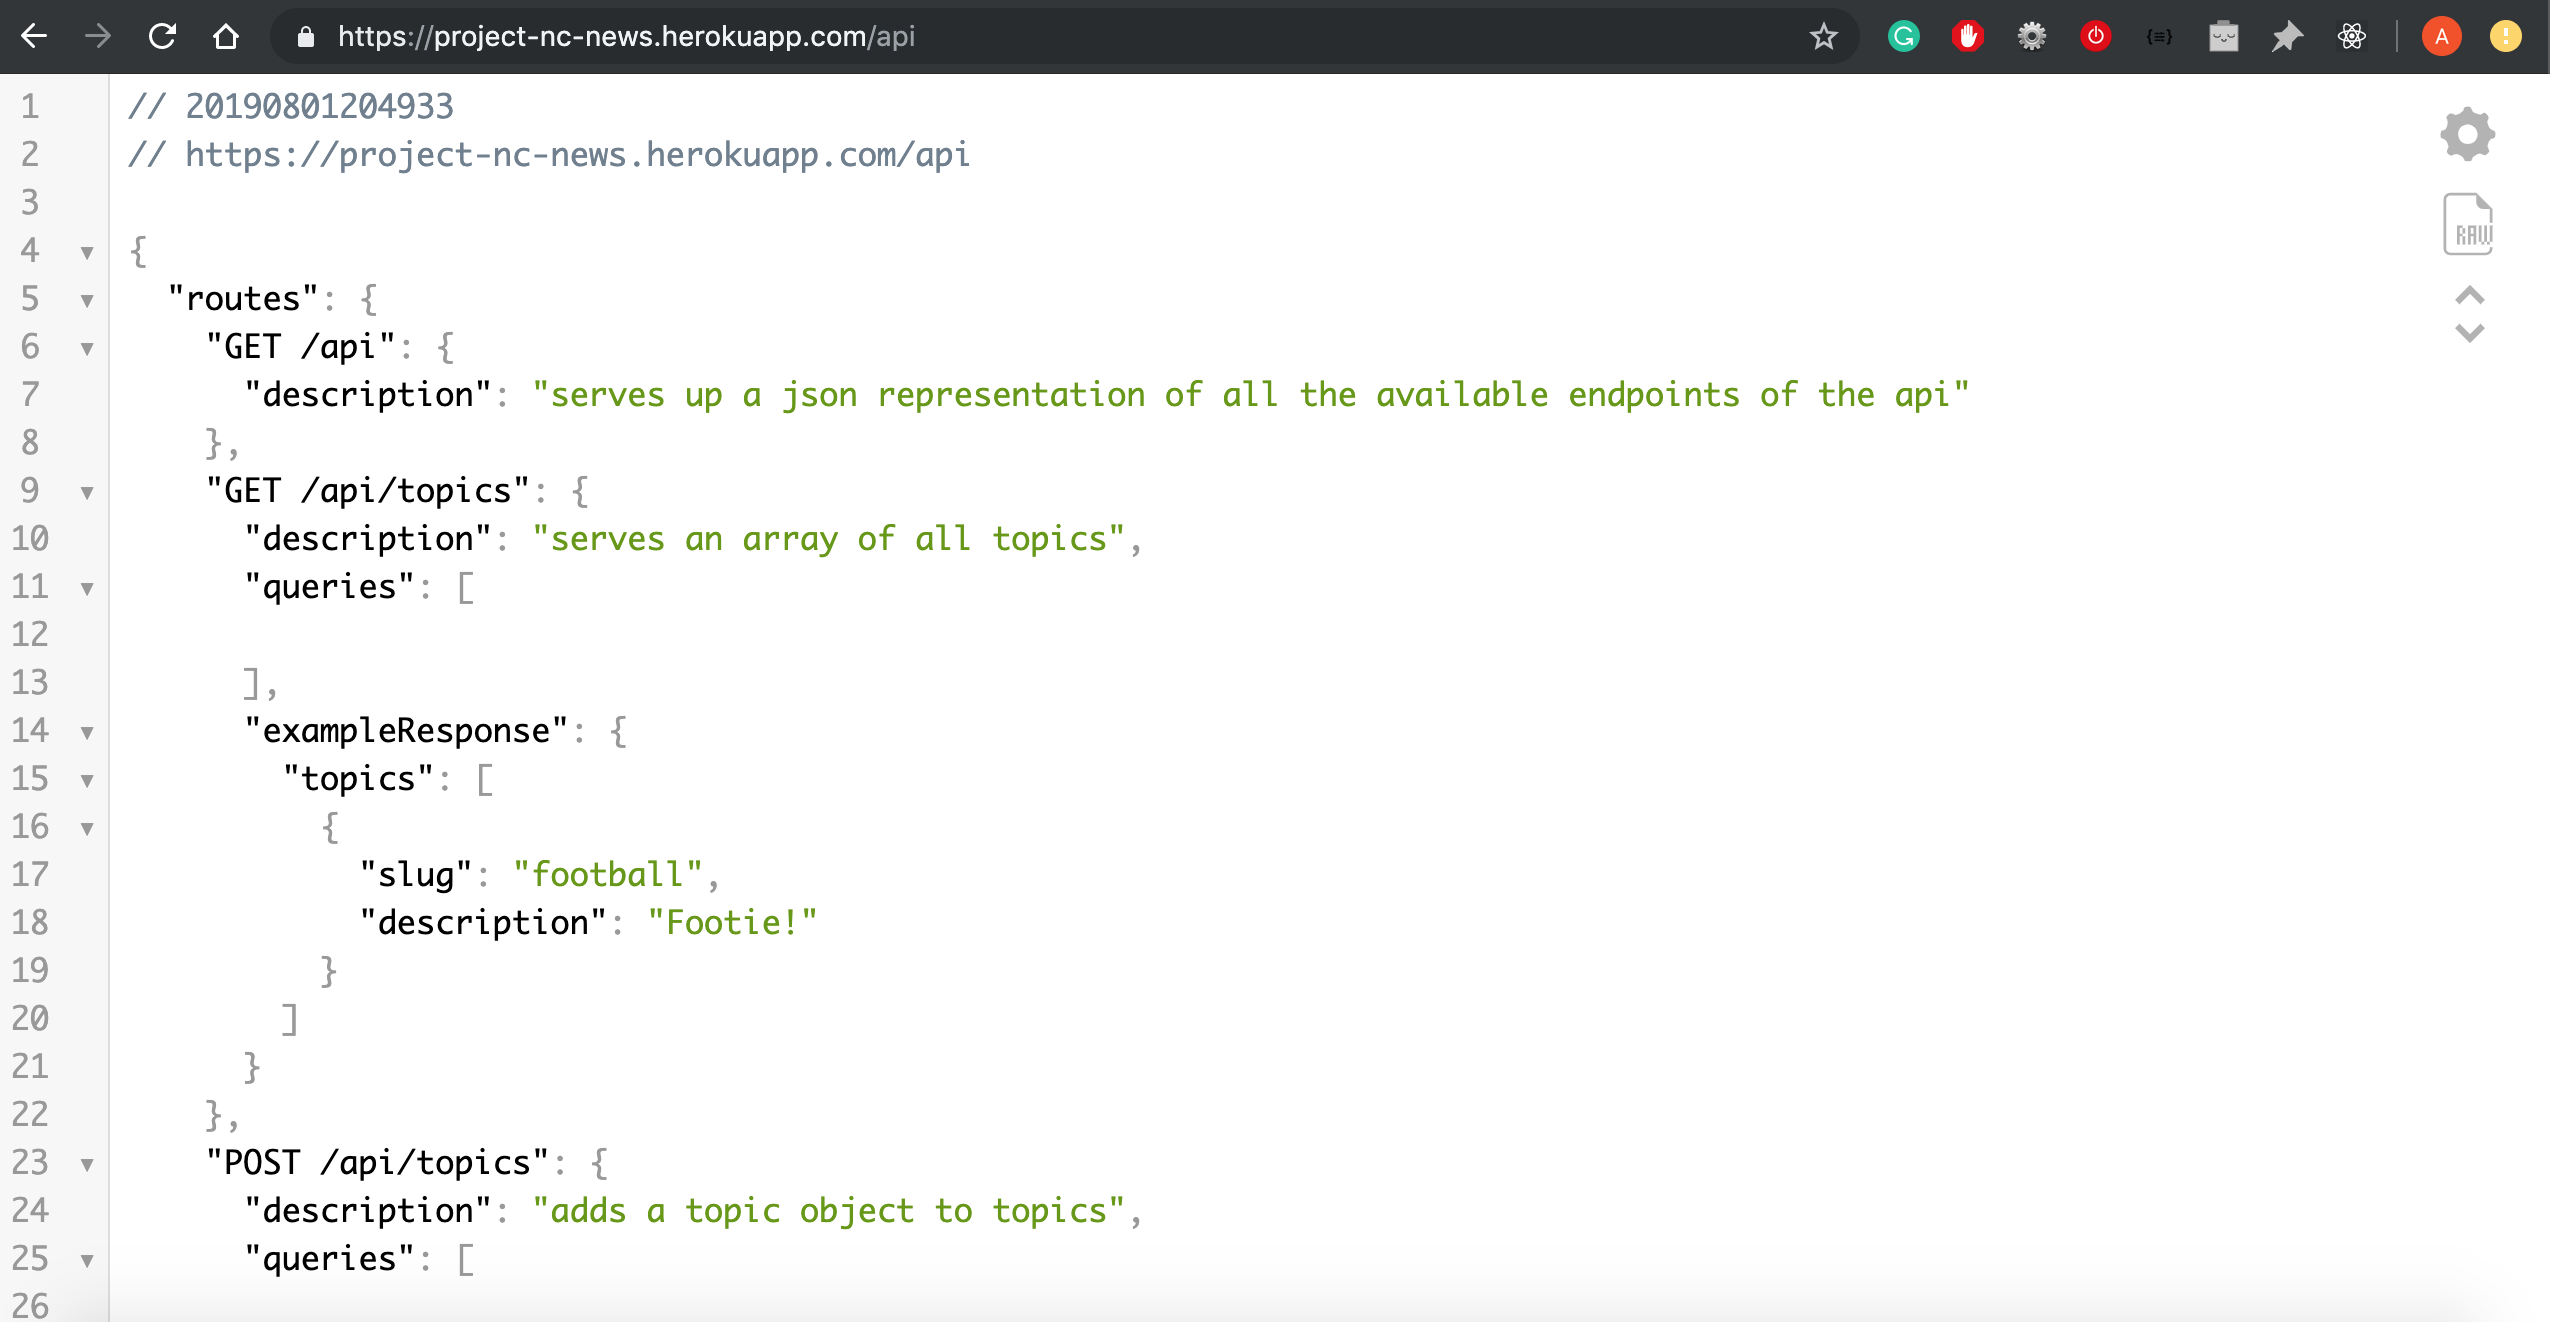 https://project-nc-news.herokuapp.com/api
A
1 // 20190801204933
2 // https://project-nc-news.herokuapp.com/api
3
4 {
5 "routes": {
6 "GET /api": {
7 "description": "serves up a json representation of all the available endpoints of the api"
8 },
9 "GET /api/topics": {
10 "description": "serves an array of all topics",
11 "queries": [
12
13 ],
14 "exampleResponse": {
15 "topics": [
16 {
17 "slug": "football",
18 "description": "Footie!"
19 }
20 ]
21 }
22 },
23 "POST /api/topics": {
24 "description": "adds a topic object to topics",
25 "queries": [
26
RAW